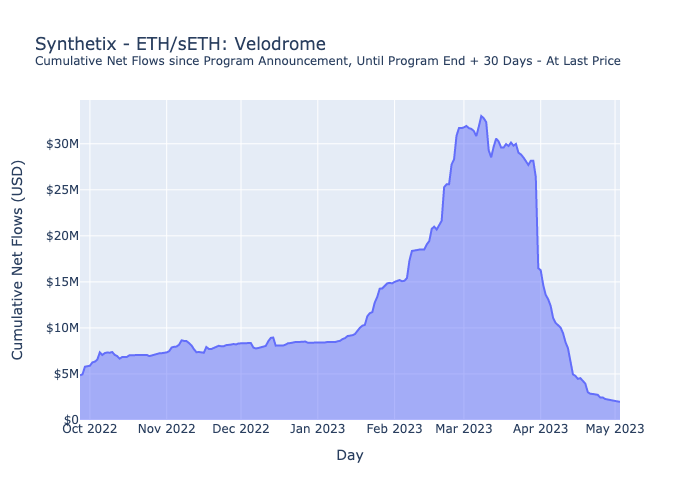 Synthetix - ETH/sETH: Velodrome
Cumulative Net Flows since Program Announcement, Until Program End + 30 Days - At Last Price
Cumulative Net Flows (USD)
$30M
$25M
$20M
$15M
$10M
$5M
$0
Oct 2022 Nov 2022 Dec 2022 Jan 2023 Feb 2023 Mar 2023 Apr 2023 May 2023
Day